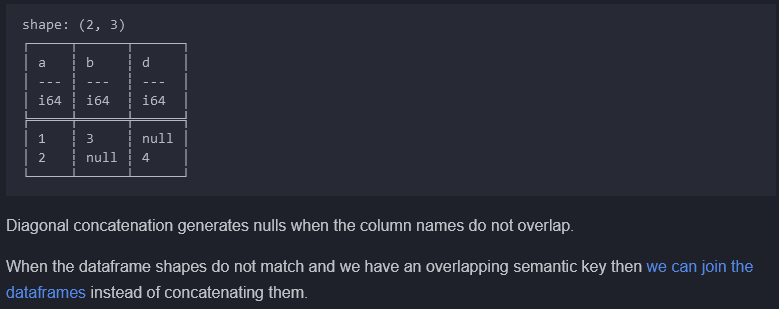 shape: (2, 3)
┌─────┬──────┬──────┐
│ a ┆ b ┆ d │
│ --- ┆ --- ┆ --- │
│ i64 ┆ i64 ┆ i64 │
╞═════╪══════╪══════╡
│ 1 ┆ 3 ┆ null │
│ 2 ┆ null ┆ 4 │
└─────┴──────┴──────┘
Diagonal concatenation generates nulls when the column names do not overlap.
When the dataframe shapes do not match and we have an overlapping semantic key then we can join the
dataframes instead of concatenating them.